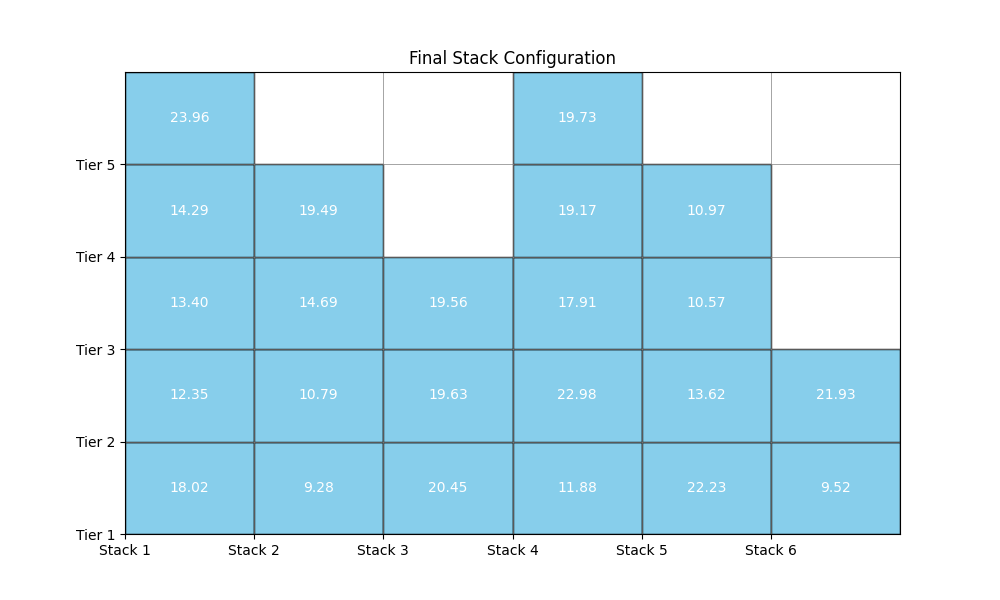 Final Stack Configuration
23.96 19.73
Tier 5
14.29 19.49 19.17 10.97
Tier 4
13.40 14.69 19.56 17.91 10.57
Tier 3
12.35 10.79 19.63 22.98 13.62 21.93
Tier 2
18.02 9.28 20.45 11.88 22.23 9.52
Tier 1
Stack 1 Stack 2 Stack 3 Stack 4 Stack 5 Stack 6